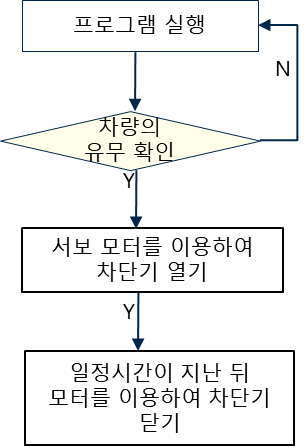 프로그램 실행
N
차량의
유무 확인
Y
서보 모터를 이용하여
차단기 열기
Y
일정시간이 지난 뒤
모터를 이용하여 차단기
닫기